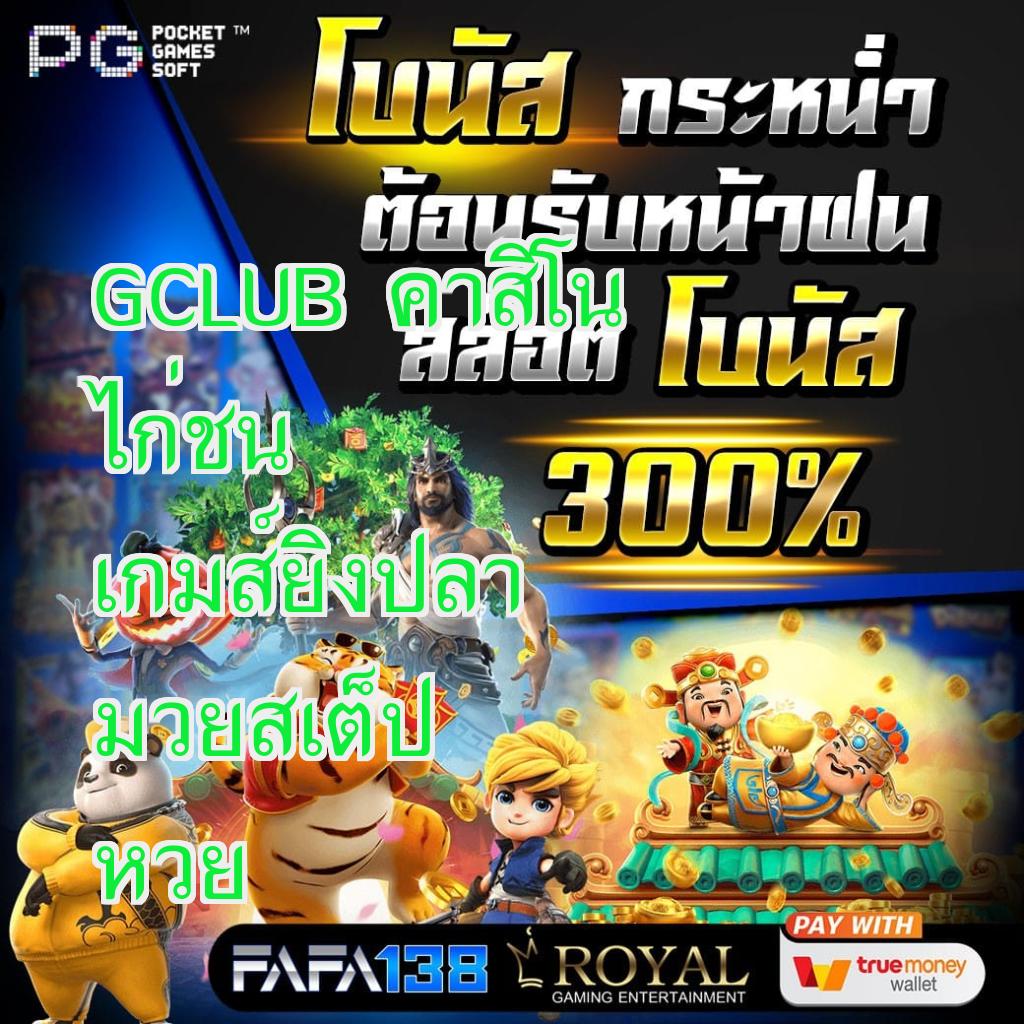 PG POCKET GAMES SOFT™
โบนัส กระหน่ำ
ต้อนรับหน้าฝน
สล็อต โบนัส
300%
GCLUB คาสิโน
ไก่ชน
เกมส์ยิงปลา
มวยสเต็ป
หวย
FAFA138
ROYAL
GAMING ENTERTAINMENT
PAY WITH
truemoney
wallet